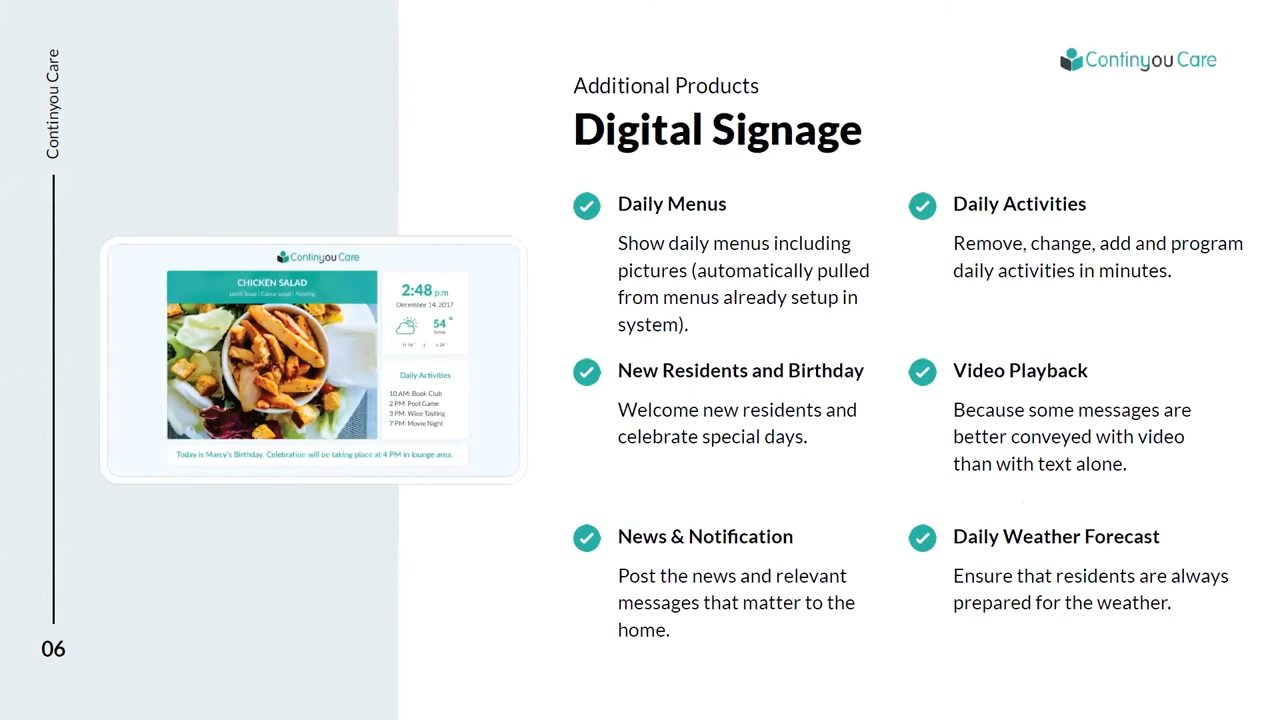 Continyou Care
06
Continyou Care
CHICKEN SALAD
Lentil Soup | Caesar salad | Pudding
2:48 p.m
December 14, 2017
54°
Sunny
Daily Activities
10 AM: Book Club
2 PM: Pool Game
3 PM: Wine Tasting
7 PM: Movie Night
Today is Marcy's Birthday. Celebration will be taking place at 4 PM in lounge area.
Continyou Care
Additional Products
Digital Signage
Daily Menus
Show daily menus including
pictures (automatically pulled
from menus already setup in
system).
Daily Activities
Remove, change, add and program
daily activities in minutes.
New Residents and Birthday
Welcome new residents and
celebrate special days.
Video Playback
Because some messages are
better conveyed with video
than with text alone.
News & Notification
Post the news and relevant
messages that matter to the
home.
Daily Weather Forecast
Ensure that residents are always
prepared for the weather.